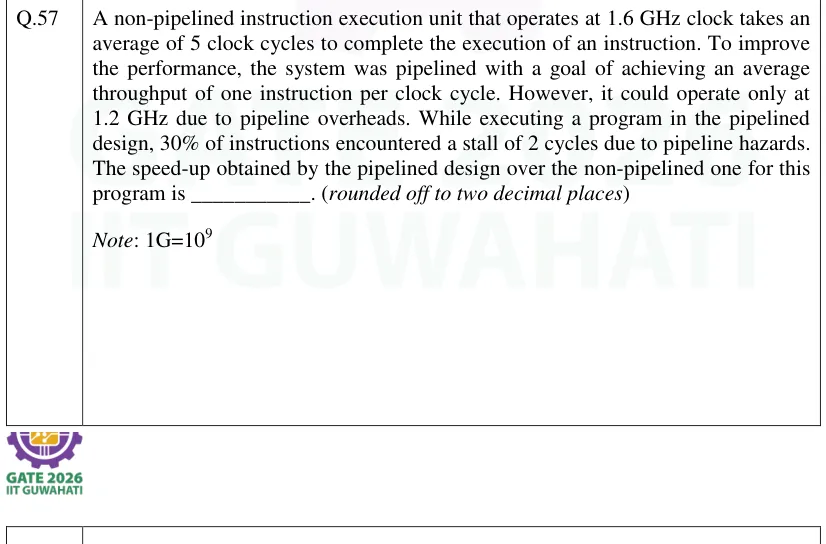 Q.57
A non-pipelined instruction execution unit that operates at 1.6 GHz clock takes an
average of 5 clock cycles to complete the execution of an instruction. To improve
the performance, the system was pipelined with a goal of achieving an average
throughput of one instruction per clock cycle. However, it could operate only at
1.2 GHz due to pipeline overheads. While executing a program in the pipelined
design, 30% of instructions encountered a stall of 2 cycles due to pipeline hazards.
The speed-up obtained by the pipelined design over the non-pipelined one for this
program is ___________. (rounded off to two decimal places)
Note: 1G=10⁹
IIT GUWAHATI
GATE 2026
IIT GUWAHATI